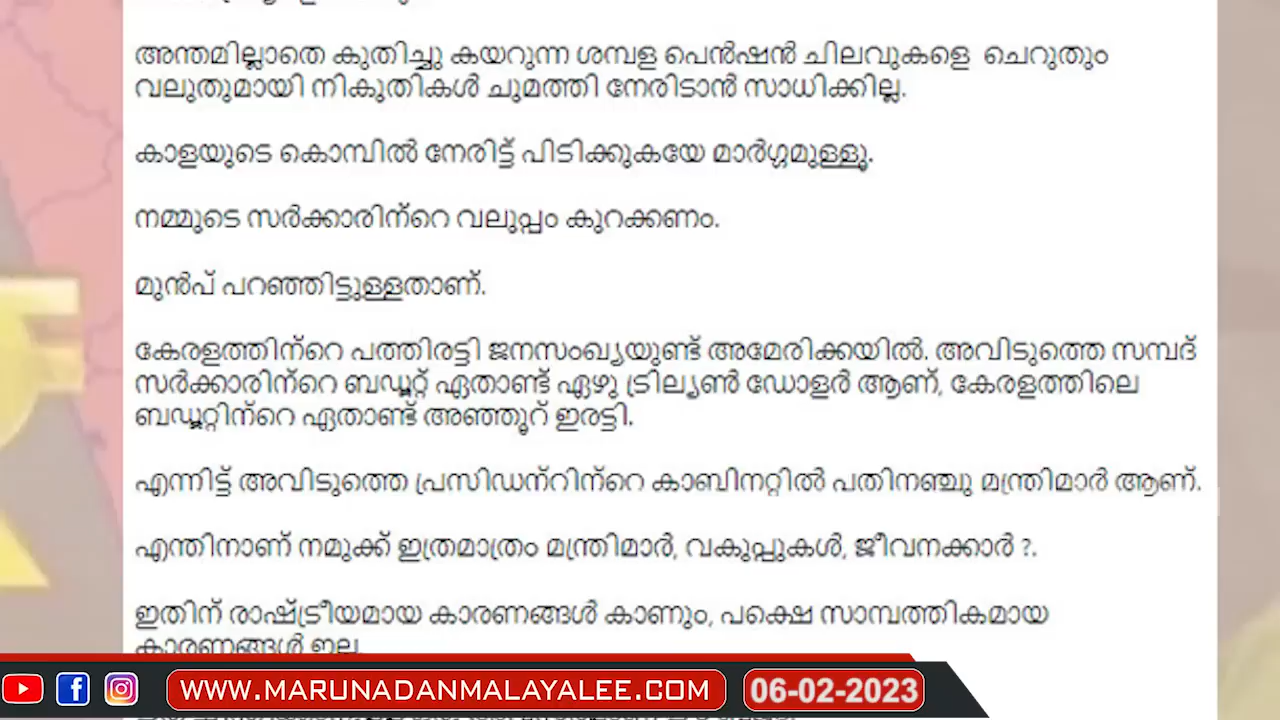 അന്തമില്ലാതെ കുതിച്ചു കയറുന്ന ശമ്പള പെൻഷൻ ചിലവുകളെ ചെറുതും
വലുതുമായി നികുതികൾ ചുമത്തി നേരിടാൻ സാധിക്കില്ല.
കാളയുടെ കൊമ്പിൽ നേരിട്ട് പിടിക്കുകയേ മാർഗ്ഗമുള്ളൂ.
നമ്മുടെ സർക്കാരിന്റെ വലുപ്പം കുറക്കണം.
മുൻപ് പറഞ്ഞിട്ടുള്ളതാണ്.
കേരളത്തിന്റെ പത്തിരട്ടി ജനസംഖ്യയുണ്ട് അമേരിക്കയിൽ. അവിടുത്തെ സമ്പദ്
സർക്കാരിന്റെ ബഡ്ജറ്റ് ഏതാണ്ട് ഏഴു ട്രില്യൺ ഡോളർ ആണ്, കേരളത്തിലെ
ബഡ്ജറ്റിന്റെ ഏതാണ്ട് അഞ്ഞൂറ് ഇരട്ടി.
എന്നിട്ട് അവിടുത്തെ പ്രസിഡന്റിന്റെ കാബിനറ്റിൽ പതിനഞ്ചു മന്ത്രിമാർ ആണ്.
എന്തിനാണ് നമുക്ക് ഇത്രമാത്രം മന്ത്രിമാർ, വകുപ്പുകൾ, ജീവനക്കാർ ?.
ഇതിന് രാഷ്ട്രീയമായ കാരണങ്ങൾ കാണും, പക്ഷെ സാമ്പത്തികമായ
കാരണങ്ങൾ ഇല്ല.
WWW.MARUNADANMALAYALEE.COM
06-02-2023